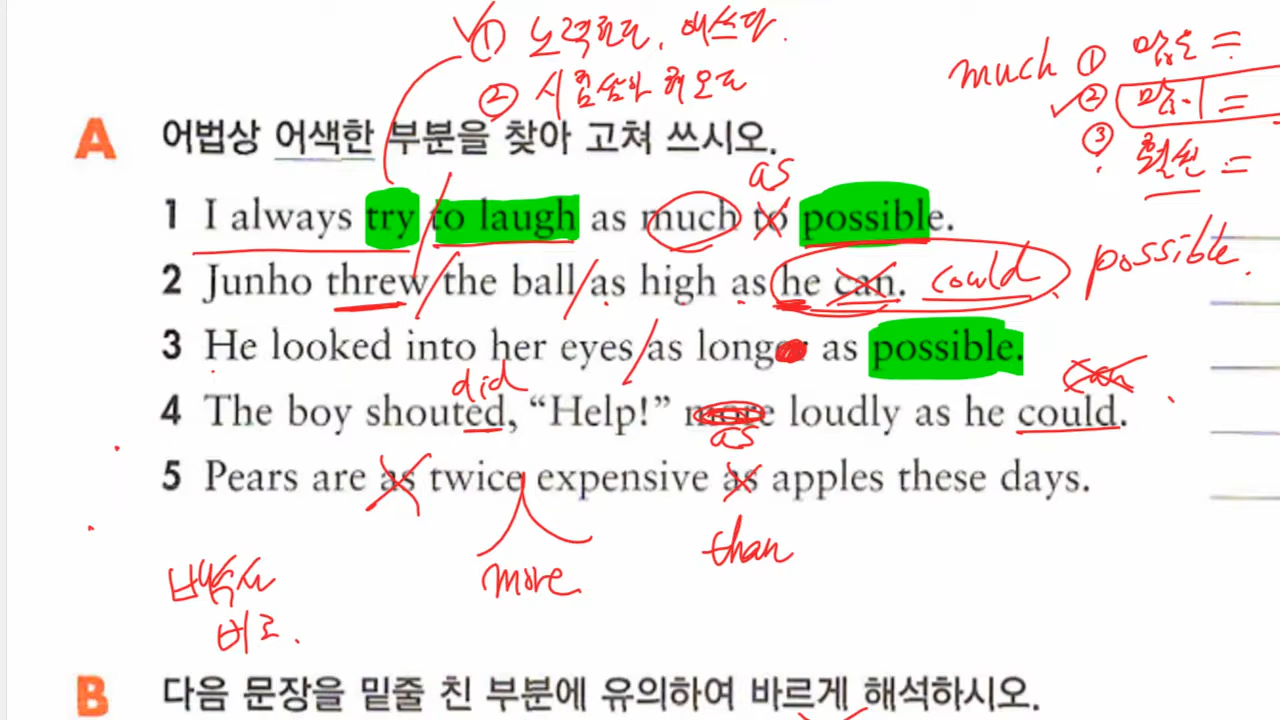 ✓① 노력하다, 애쓰다.
② 시험삼아 해보다
much ① 많은 =
✓② 많이 =
③ 훨씬 =
A 어법상 어색한 부분을 찾아 고쳐 쓰시오.
as
1 I always try to laugh as much to possible.
possible.
2 Junho threw the ball as high as he can. could
3 He looked into her eyes as longer as possible.
did
can
4 The boy shouted, “Help!” more loudly as he could.
as
5 Pears are as twice expensive as apples these days.
than
more
배수사
비교.
B 다음 문장을 밑줄 친 부분에 유의하여 바르게 해석하시오.